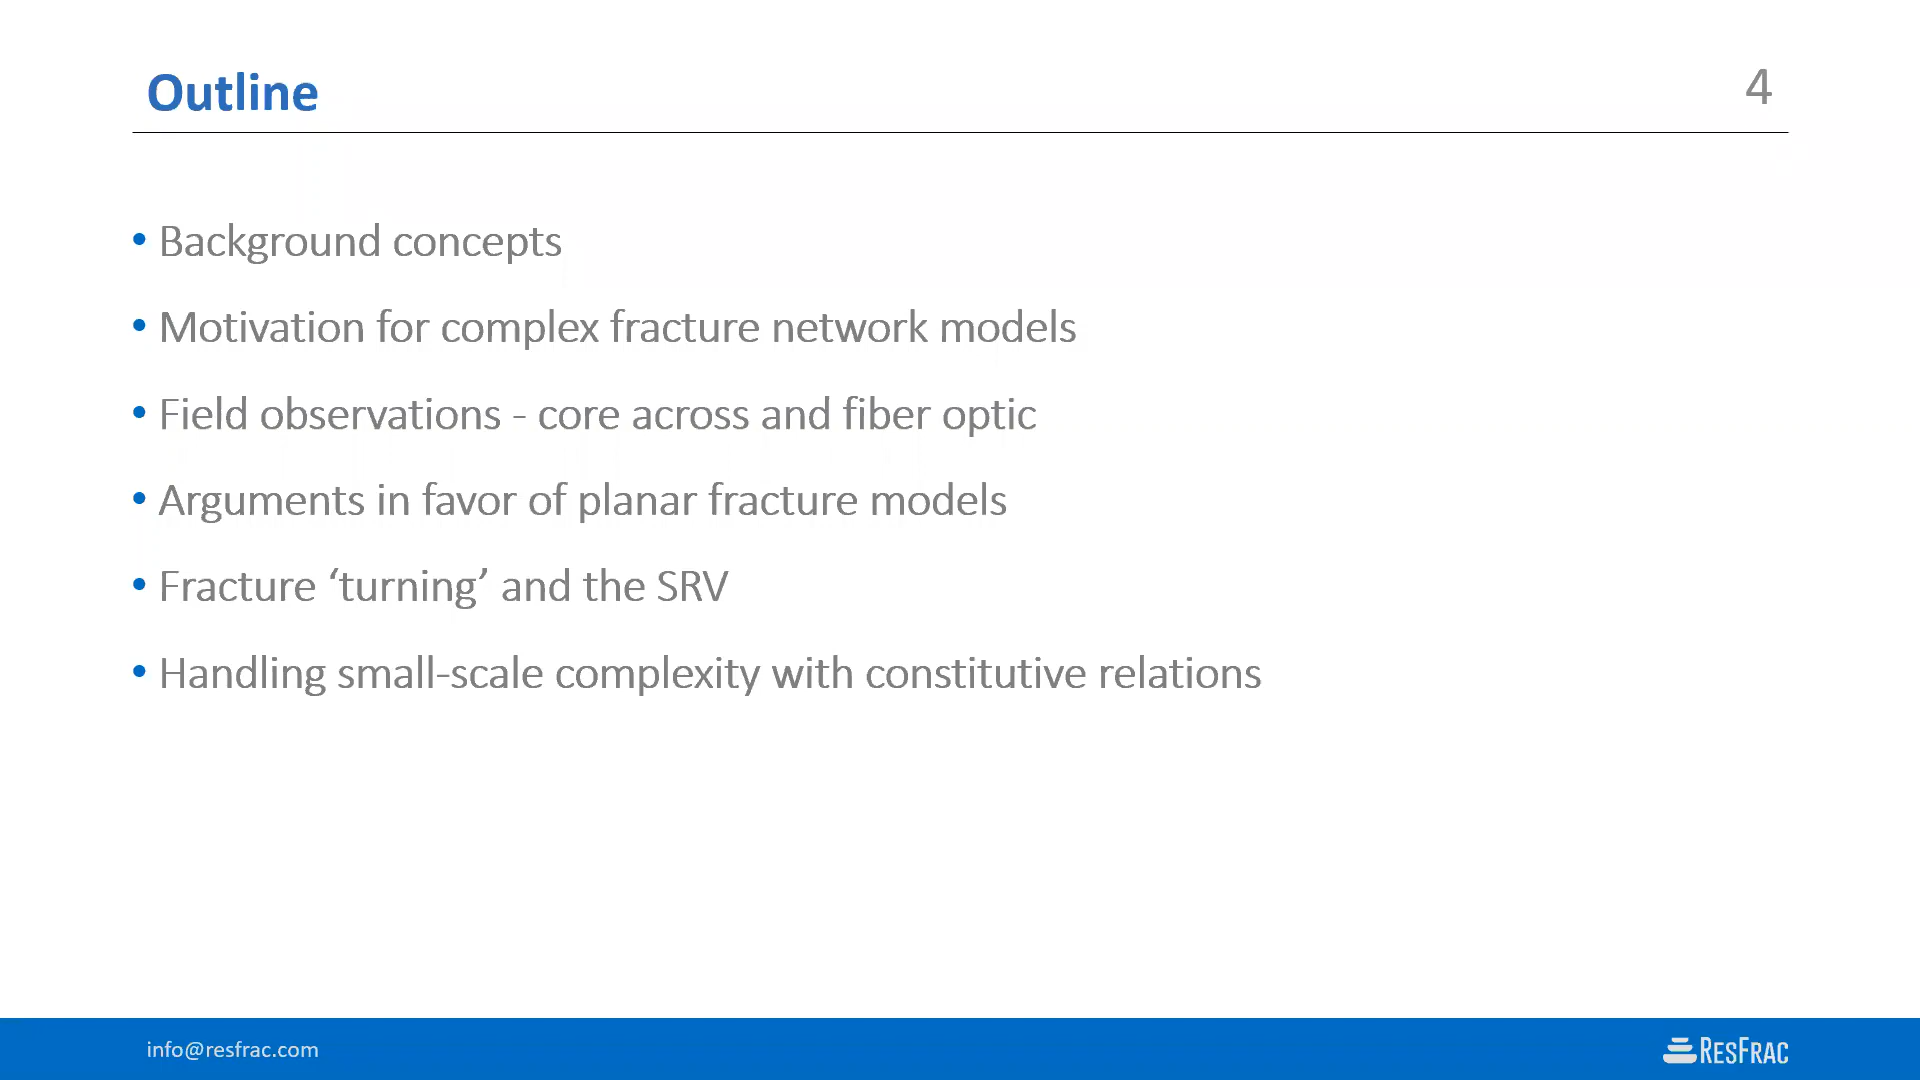 Outline
4
• Background concepts
• Motivation for complex fracture network models
• Field observations - core across and fiber optic
• Arguments in favor of planar fracture models
• Fracture ‘turning’ and the SRV
• Handling small-scale complexity with constitutive relations
info@resfrac.com
RESFRAC